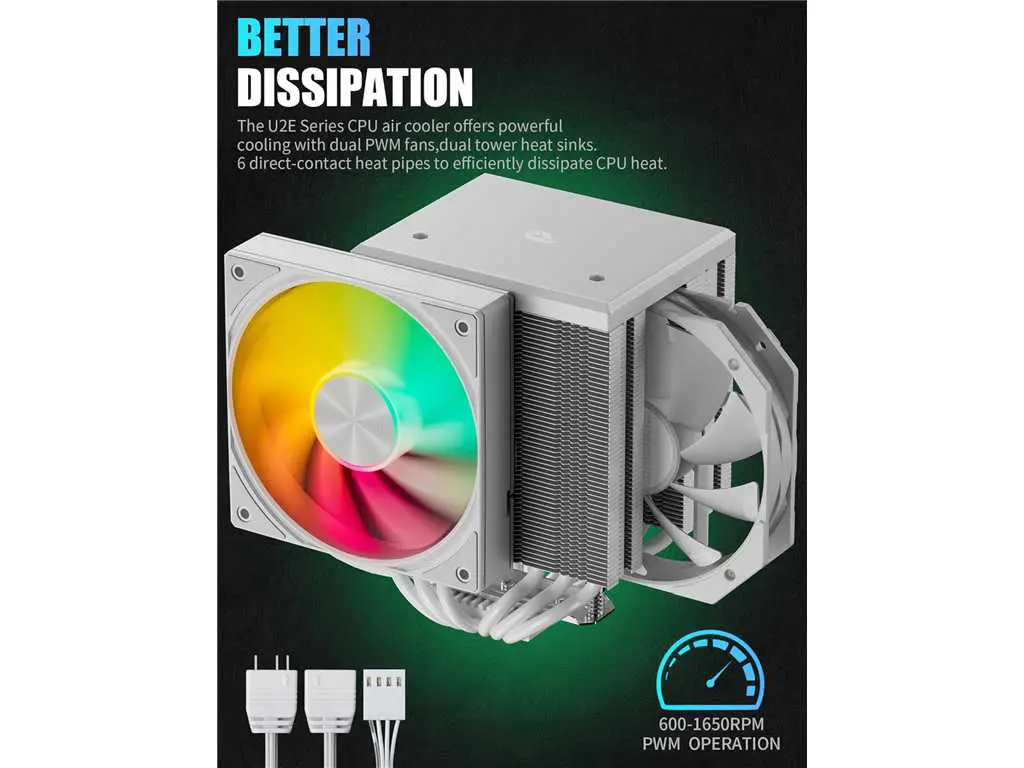 BETTER
DISSIPATION
The U2E Series CPU air cooler offers powerful
cooling with dual PWM fans,dual tower heat sinks.
6 direct-contact heat pipes to efficiently dissipate CPU heat.
600-1650RPM
PWM OPERATION